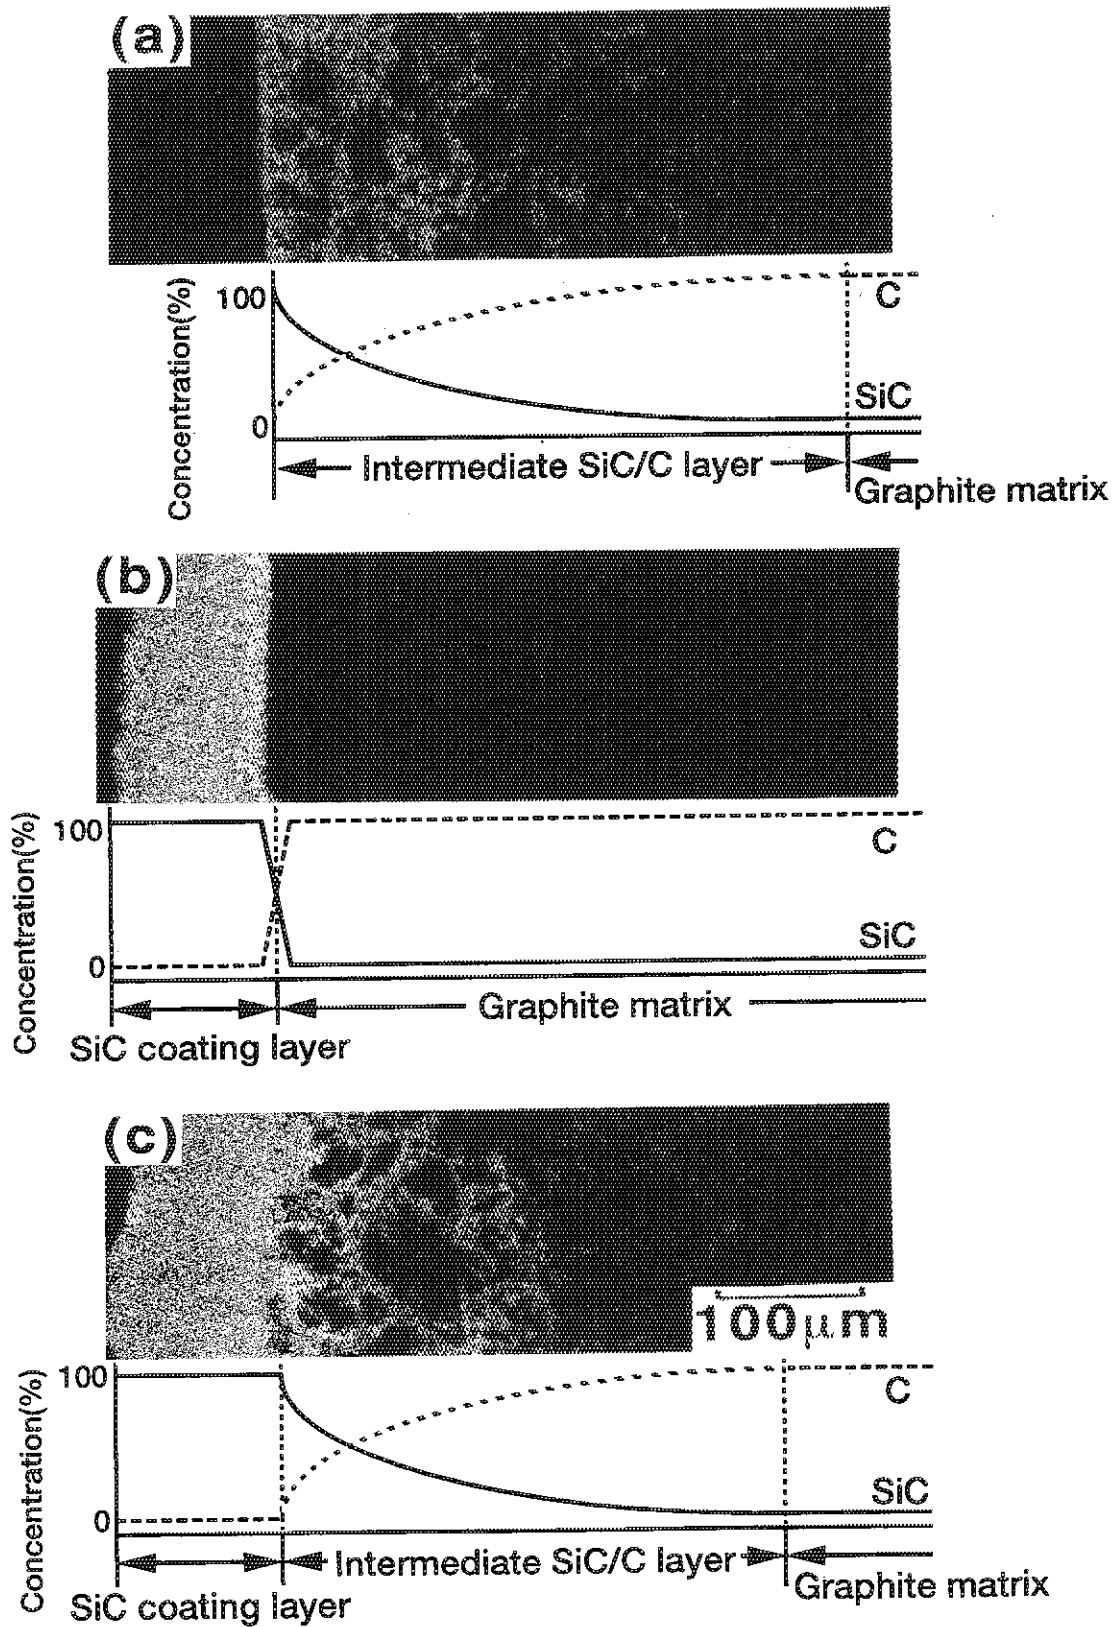 (a)
Concentration(%)
100
0
C
SiC
Intermediate SiC/C layer
Graphite matrix
(b)
Concentration(%)
100
0
C
SiC
Graphite matrix
SiC coating layer
(c)
100μm
Concentration(%)
100
0
C
SiC
Intermediate SiC/C layer
Graphite matrix
SiC coating layer